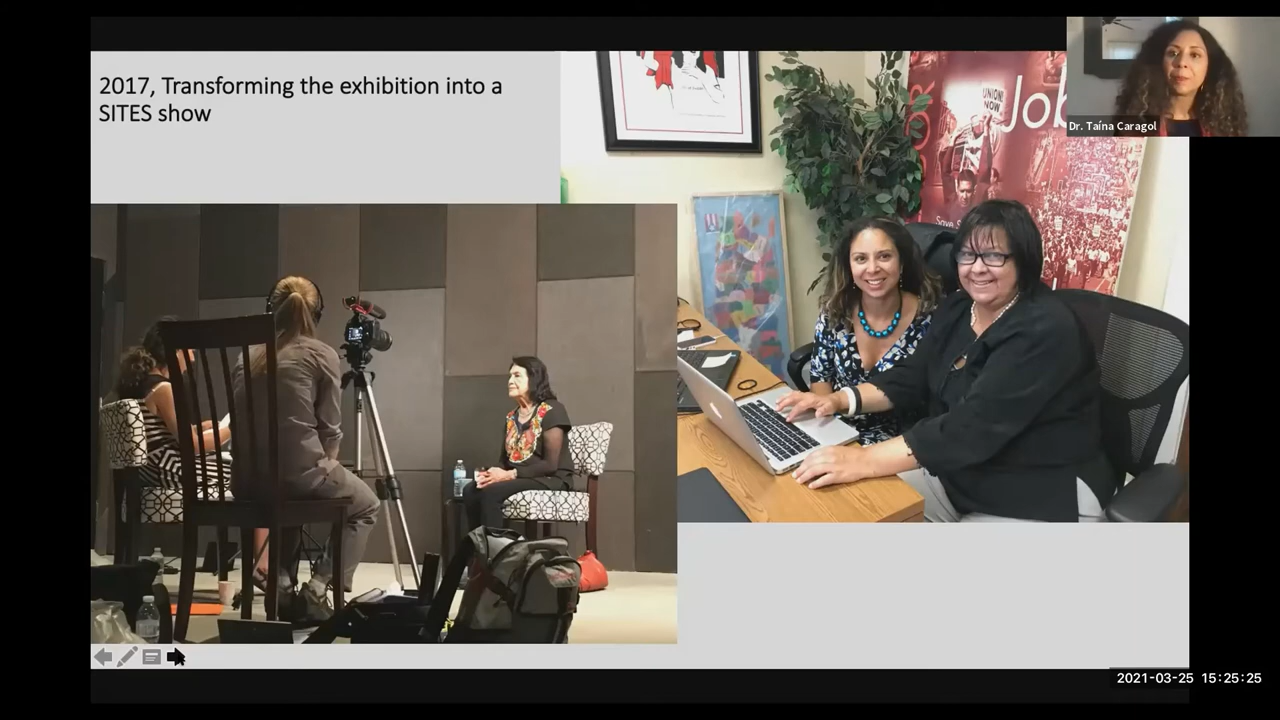 2017, Transforming the exhibition into a
SITES show
UNION
NOW
Job
Dr. Taína Caragol
2021-03-25 15:25:25